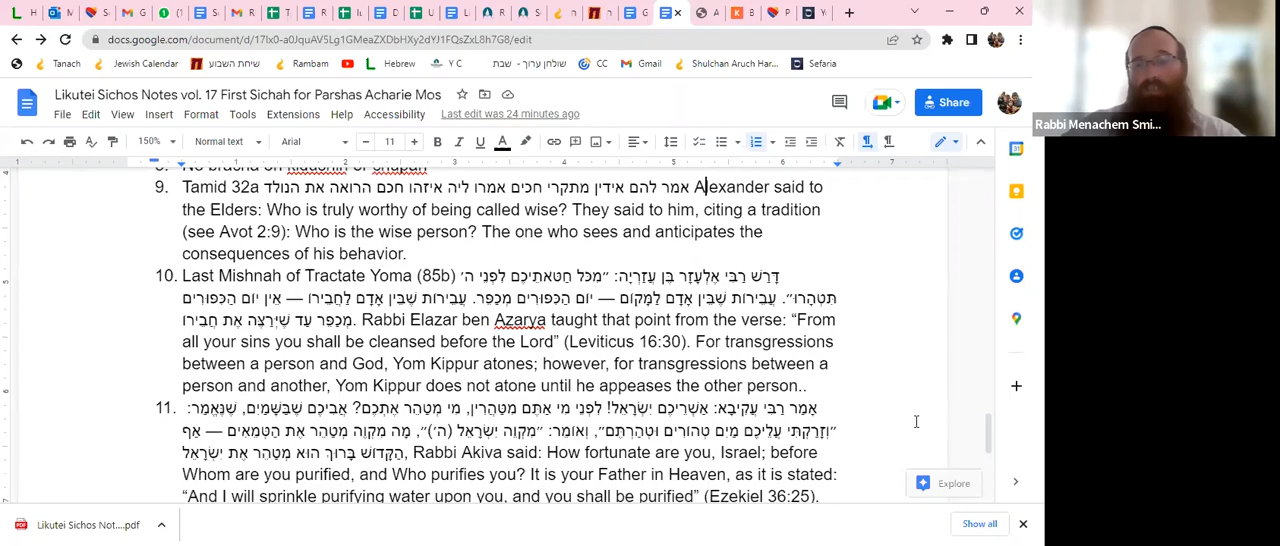 docs.google.com/document/d/17lx0-a0JquAV5Lg1GMeaZXDbHXy2dYJ1FQsZxL8h7G8/edit
Tanach Jewish Calendar שיחת השבוע Rambam Hebrew Y C שולחן ערוך - שבת CC Gmail Shulchan Aruch Har... Sefaria
Rabbi Menachem Smi...
Likutei Sichos Notes vol. 17 First Sichah for Parshas Acharie Mos
File Edit View Insert Format Tools Extensions Help Accessibility Last edit was 24 minutes ago
Share
150% Normal text Arial 11
9. Tamid 32a אמר להם אידין מתקרי חכים אמרו ליה איזהו חכם הרואה את הנולד Alexander said to
the Elders: Who is truly worthy of being called wise? They said to him, citing a tradition
(see Avot 2:9): Who is the wise person? The one who sees and anticipates the
consequences of his behavior.
10. Last Mishnah of Tractate Yoma (85b) דָּרַשׁ רַבִּי אֶלְעָזָר בֶּן עֲזַרְיָה: ״מִכֹּל חַטֹּאתֵיכֶם לִפְנֵי ה׳
תִּטְהָרוּ״. עֲבֵירוֹת שֶׁבֵּין אָדָם לַמָּקוֹם — יוֹם הַכִּפּוּרִים מְכַפֵּר. עֲבֵירוֹת שֶׁבֵּין אָדָם לַחֲבֵירוֹ — אֵין יוֹם הַכִּפּוּרִים
מְכַפֵּר עַד שֶׁיְּרַצֶּה אֶת חֲבֵירוֹ. Rabbi Elazar ben Azarya taught that point from the verse: “From
all your sins you shall be cleansed before the Lord” (Leviticus 16:30). For transgressions
between a person and God, Yom Kippur atones; however, for transgressions between a
person and another, Yom Kippur does not atone until he appeases the other person..
11. אָמַר רַבִּי עֲקִיבָא: אַשְׁרֵיכֶם יִשְׂרָאֵל! לִפְנֵי מִי אַתֶּם מִטַּהֲרִין, מִי מְטַהֵר אֶתְכֶם? אֲבִיכֶם שֶׁבַּשָּׁמַיִם, שֶׁנֶּאֱמַר:
״וְזָרַקְתִּי עֲלֵיכֶם מַיִם טְהוֹרִים וּטְהַרְתֶּם״, וְאוֹמֵר: ״מִקְוֵה יִשְׂרָאֵל (ה׳)״, מָה מִקְוֶה מְטַהֵר אֶת הַטְּמֵאִים — אַף
הַקָּדוֹשׁ בָּרוּךְ הוּא מְטַהֵר אֶת יִשְׂרָאֵל, Rabbi Akiva said: How fortunate are you, Israel; before
Whom are you purified, and Who purifies you? It is your Father in Heaven, as it is stated:
“And I will sprinkle purifying water upon you, and you shall be purified” (Ezekiel 36:25).
Explore
Likutei Sichos Not....pdf
Show all